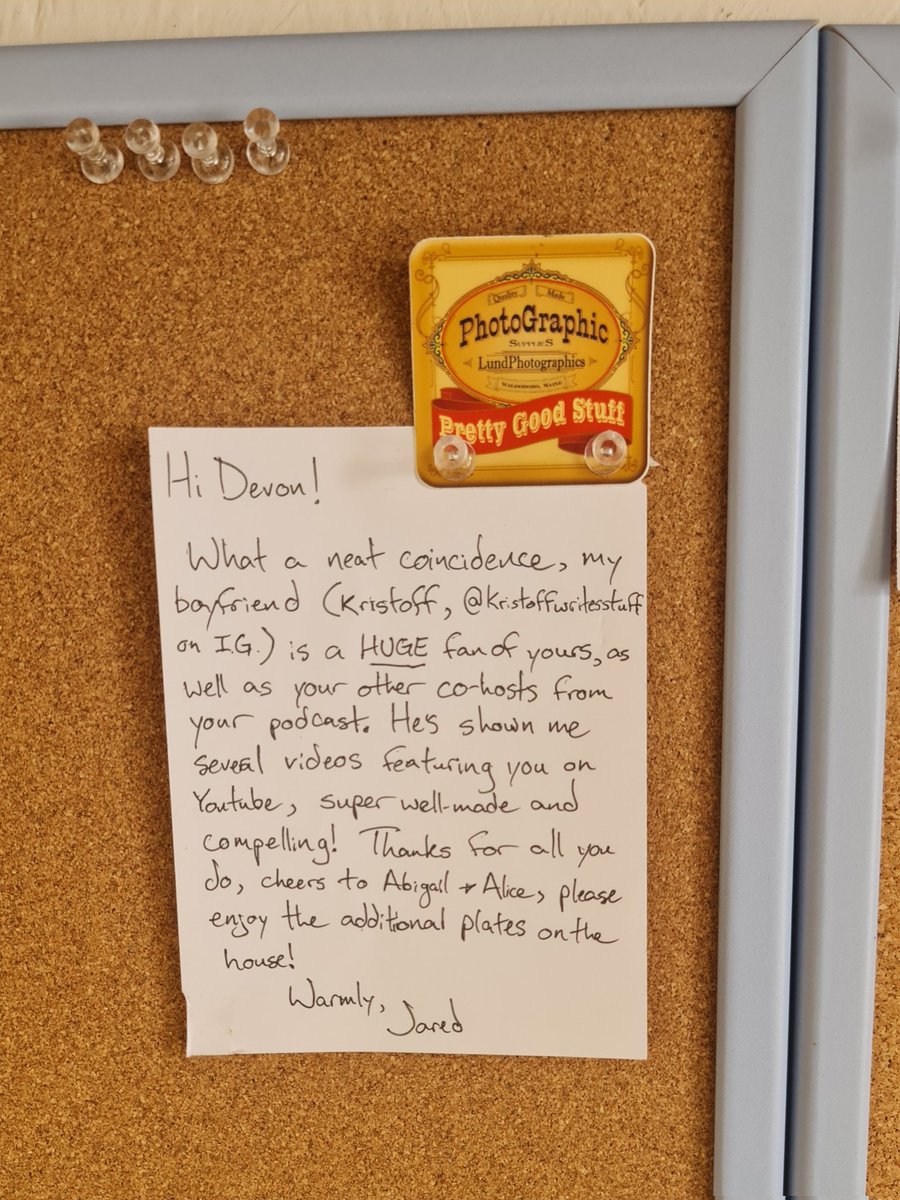 Quality Made
PhotoGraphic
SupplieS
LundPhotographics
WALDOBORO, MAINE
Pretty Good Stuff
Hi Devon!
What a neat coincidence, my
boyfriend (Kristoff, @Kristoffwritesstuff
on I.G.) is a HUGE fan of yours, as
well as your other co-hosts from
your podcast. He's shown me
several videos featuring you on
Youtube, super well-made and
compelling! Thanks for all you
do, cheers to Abigail + Alice, please
enjoy the additional plates on the
house!
Warmly,
Jared